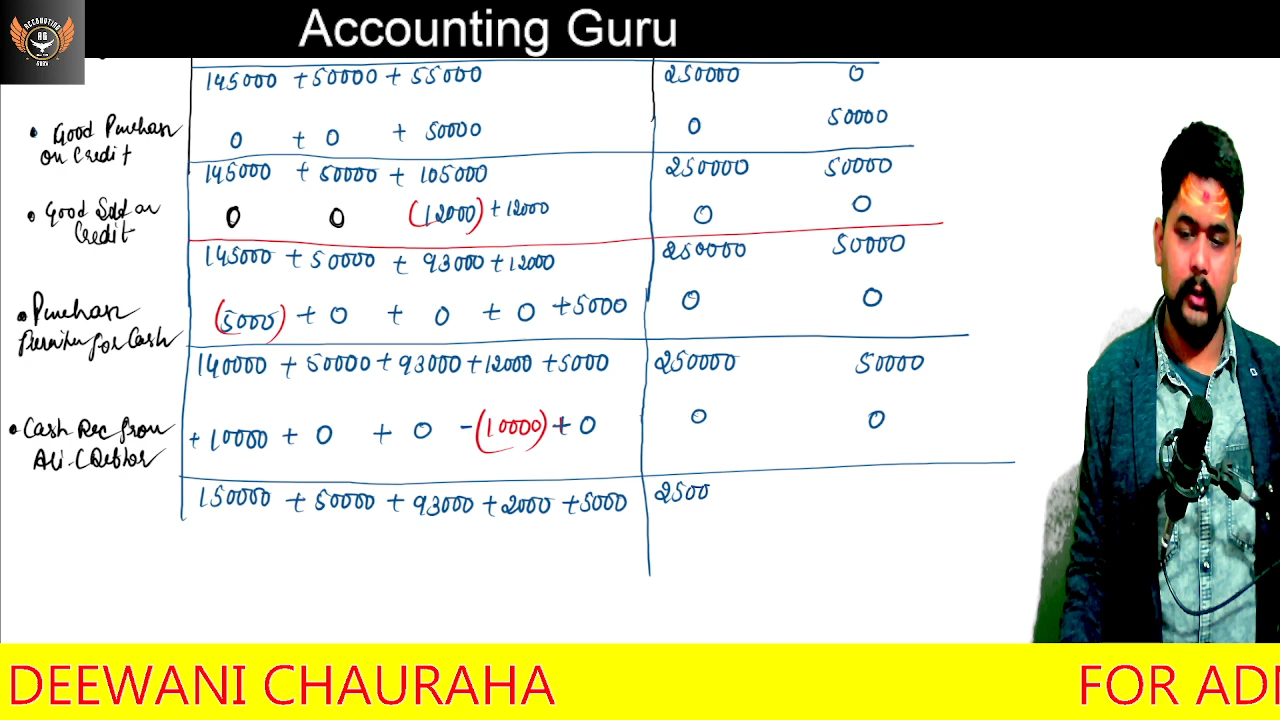 ACCOUNTING
AG
GURU
Accounting Guru
145000 + 50000 + 55000 250000 0
• Good Purchase on Credit
0 + 0 + 50000 0 50000
145000 + 50000 + 105000 250000 50000
• Good Sold on Credit
0 0 (12000) + 12000 0 0
145000 + 50000 + 93000 + 12000 250000 50000
• Purchase
for Cash
(5000) + 0 + 0 + 0 + 5000 0 0
140000 + 50000 + 93000 + 12000 + 5000 250000 50000
• Cash Rec from
+ 10000 + 0 + 0 - (10000) + 0 0 0
150000 + 50000 + 93000 + 2000 + 5000 2500
DEEWANI CHAURAHA FOR ADI